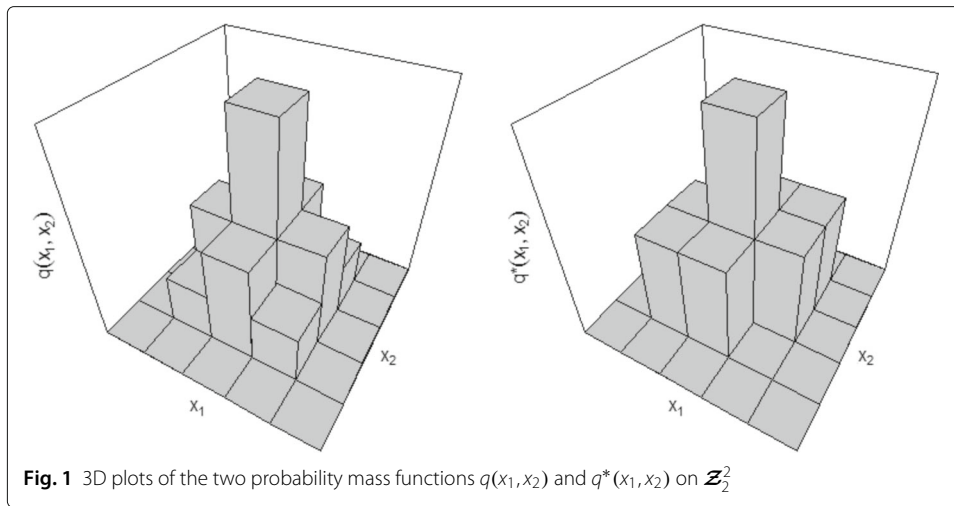 q(x₁, x₂)
x₁
x₂
q*(x₁, x₂)
x₁
x₂
Fig. 1 3D plots of the two probability mass functions q(x₁, x₂) and q*(x₁, x₂) on 𝓩₂²